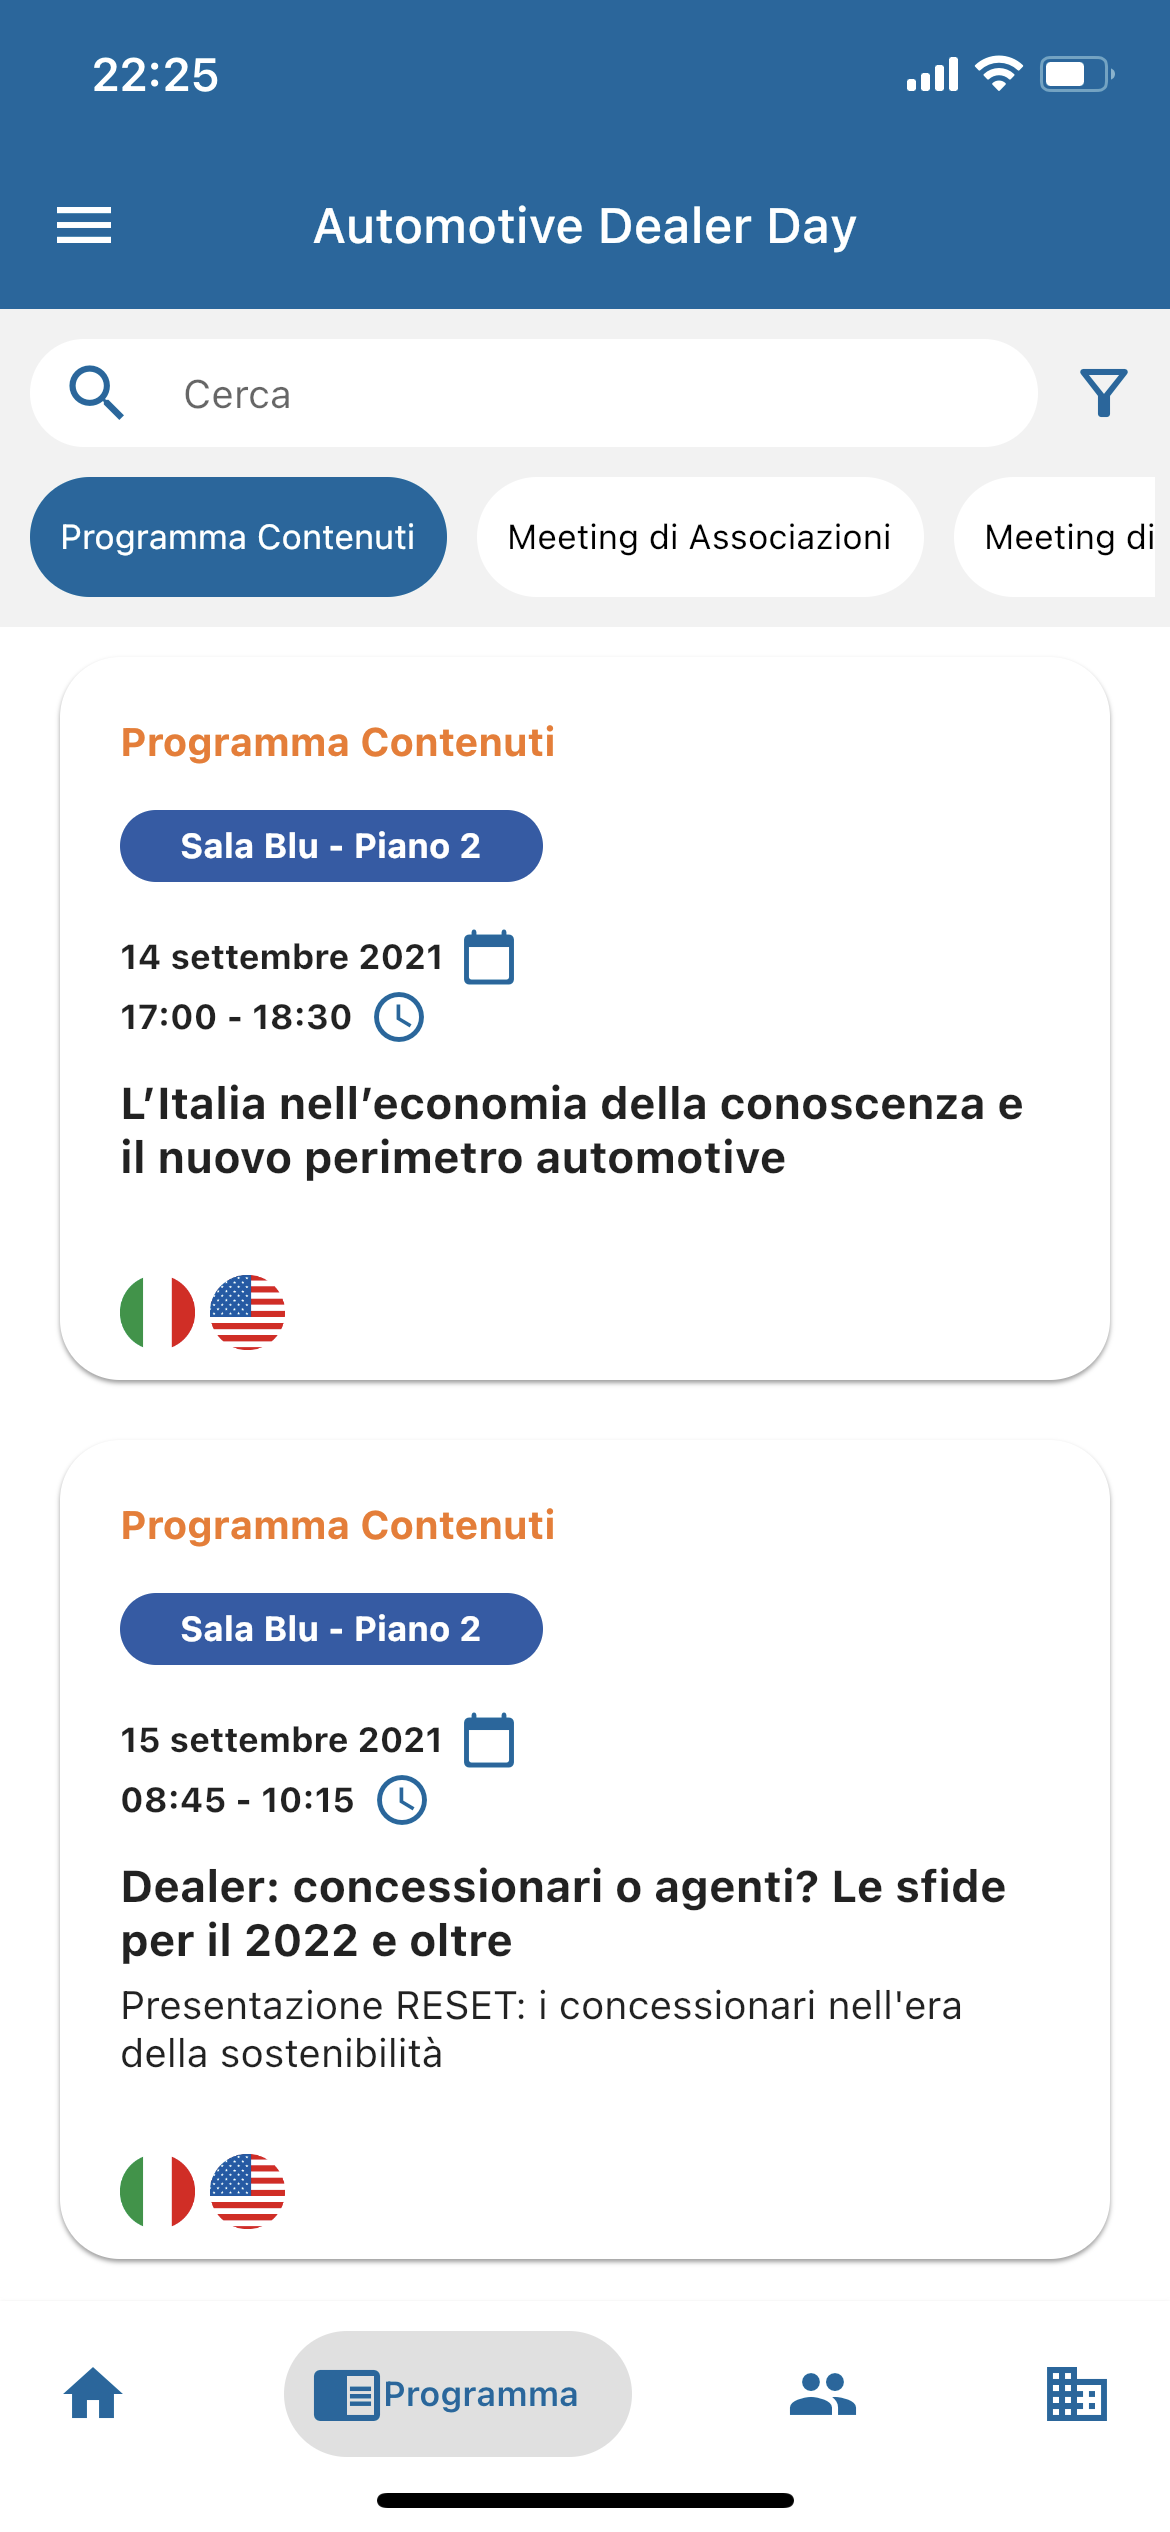 22:25
Automotive Dealer Day
Cerca
Programma Contenuti
Meeting di Associazioni
Meeting di
Programma Contenuti
Sala Blu - Piano 2
14 settembre 2021
17:00 - 18:30
L’Italia nell’economia della conoscenza e
il nuovo perimetro automotive
Programma Contenuti
Sala Blu - Piano 2
15 settembre 2021
08:45 - 10:15
Dealer: concessionari o agenti? Le sfide
per il 2022 e oltre
Presentazione RESET: i concessionari nell'era
della sostenibilità
Programma